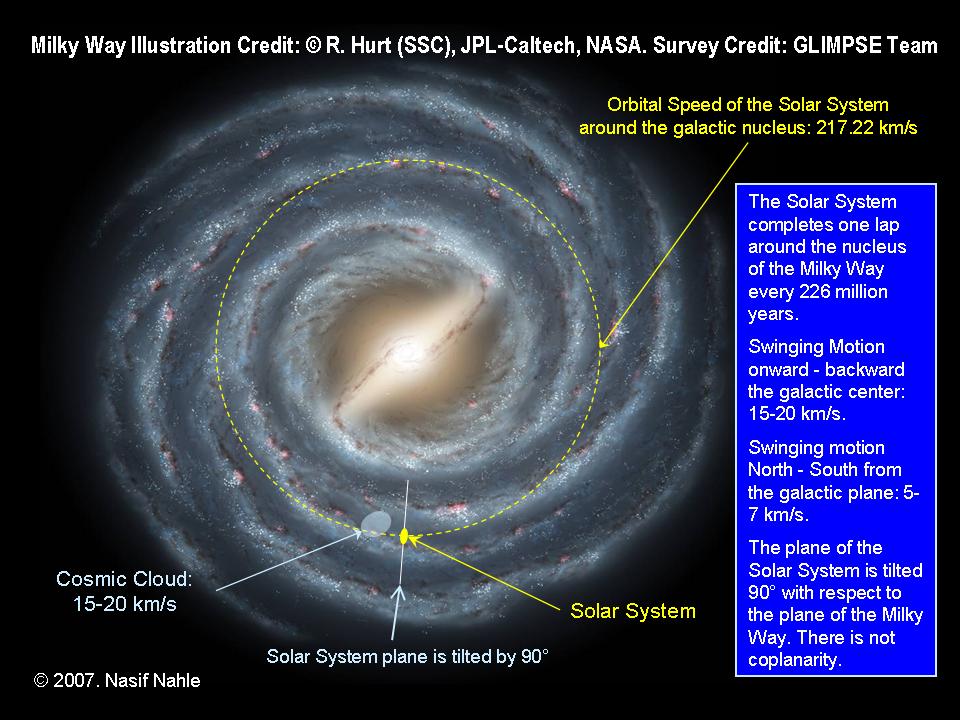 Milky Way Illustration Credit: © R. Hurt (SSC), JPL-Caltech, NASA. Survey Credit: GLIMPSE Team
Orbital Speed of the Solar System
around the galactic nucleus: 217.22 km/s
The Solar System
completes one lap
around the nucleus
of the Milky Way
every 226 million
years.
Swinging Motion
onward - backward
the galactic center:
15-20 km/s.
Swinging motion
North - South from
the galactic plane: 5-
7 km/s.
The plane of the
Solar System is tilted
90° with respect to
the plane of the Milky
Way. There is not
coplanarity.
Cosmic Cloud:
15-20 km/s
Solar System
Solar System plane is tilted by 90°
© 2007. Nasif Nahle